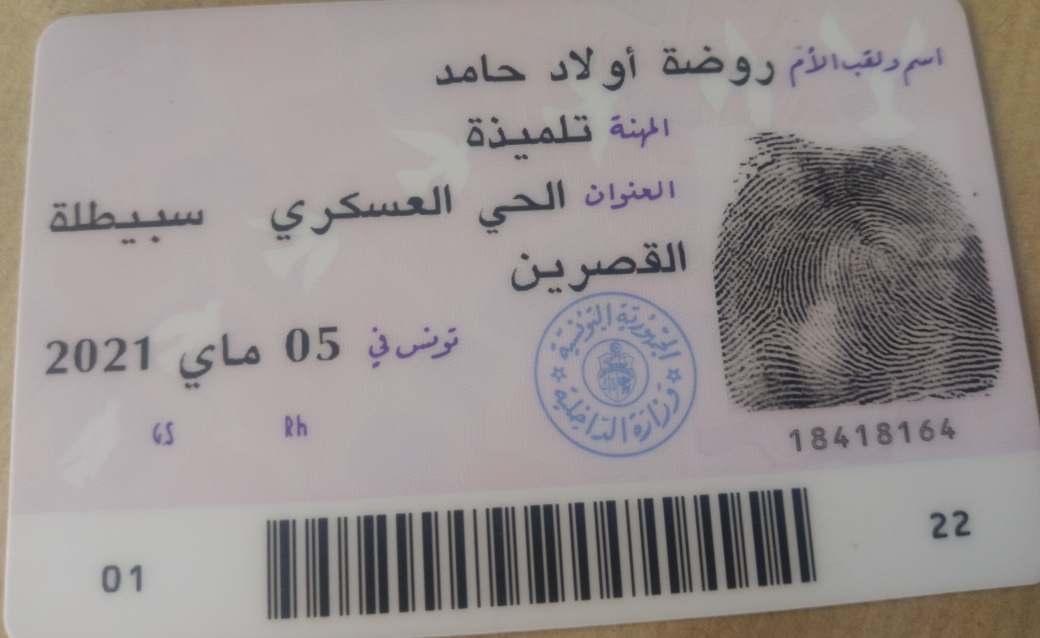 اسم ولقب الأم روضة أولاد حامد
المهنة تلميذة
العنوان الحي العسكري سبيطلة
القصرين
تونس في 05 ماي 2021
الجمهورية التونسية
وزارة الداخلية
Rh GS
18418164
22
01